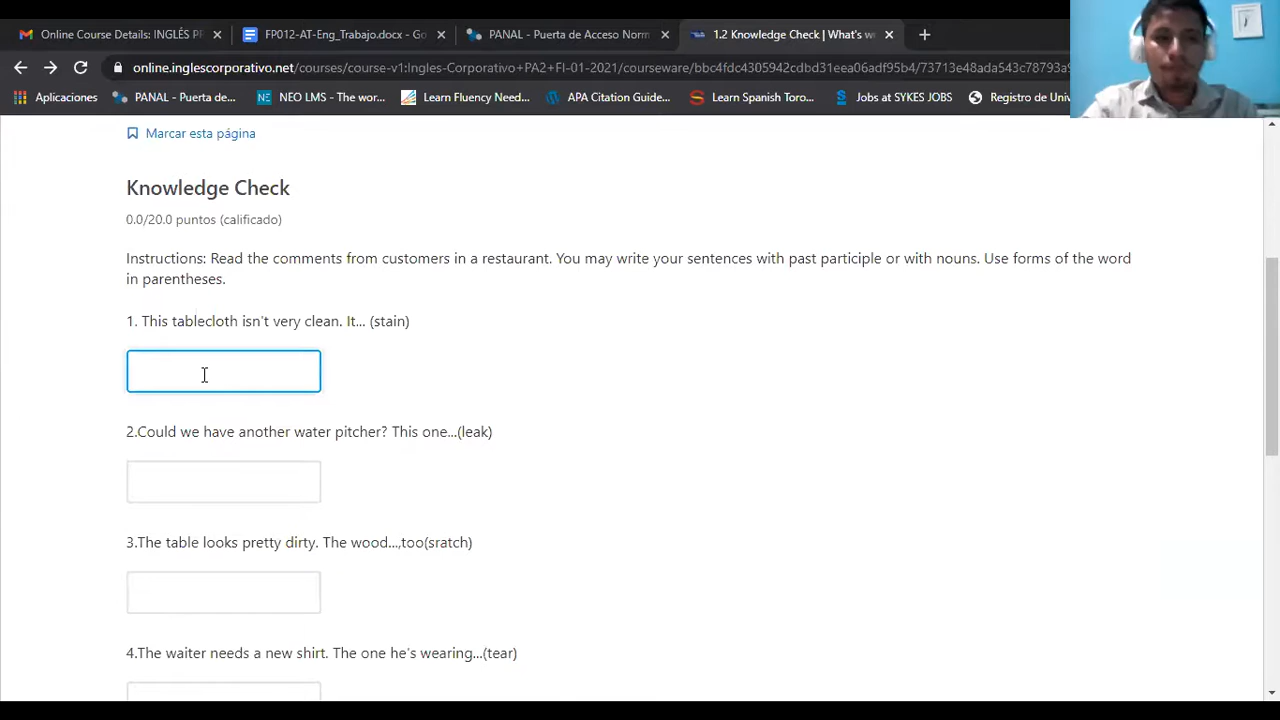 Online Course Details: INGLÉS PF
FP012-AT-Eng_Trabajo.docx - Go
PANAL - Puerta de Acceso Norm
1.2 Knowledge Check | What's w
online.inglescorporativo.net/courses/course-v1:Ingles-Corporativo+PA2+FI-01-2021/courseware/bbc4fdc4305942cdbd31eea06adf95b4/73713e48ada543c78793a
Aplicaciones
PANAL - Puerta de...
NEO LMS - The wo...
Learn Fluency Need...
APA Citation Guide...
Learn Spanish Toro...
Jobs at SYKES JOBS
Registro de Uni
Marcar esta página
Knowledge Check
0.0/20.0 puntos (calificado)
Instructions: Read the comments from customers in a restaurant. You may write your sentences with past participle or with nouns. Use forms of the word
in parentheses.
1. This tablecloth isn't very clean. It... (stain)
2.Could we have another water pitcher? This one...(leak)
3.The table looks pretty dirty. The wood...,too(sratch)
4.The waiter needs a new shirt. The one he's wearing...(tear)